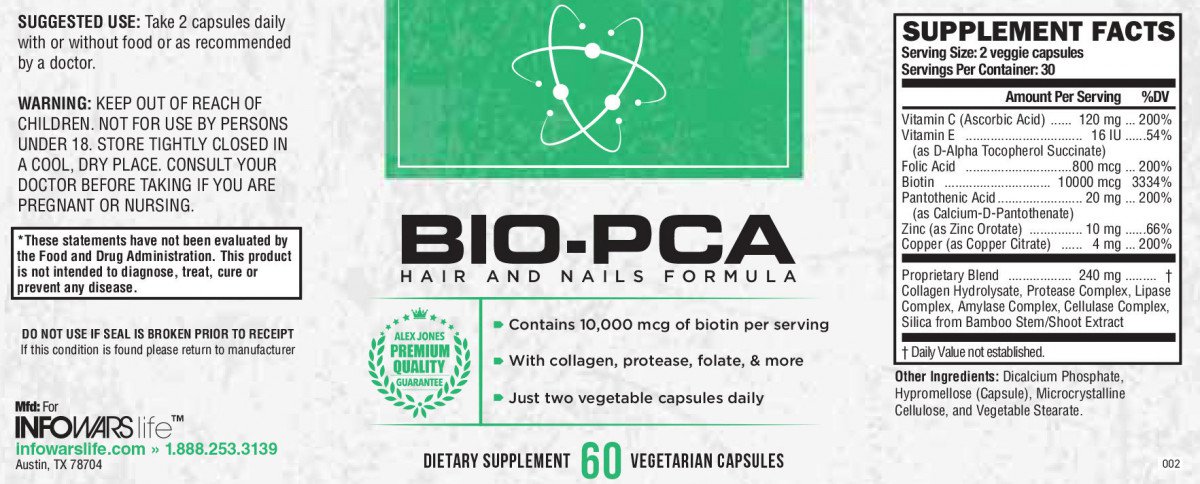 SUGGESTED USE: Take 2 capsules daily
with or without food or as recommended
by a doctor.
WARNING: KEEP OUT OF REACH OF
CHILDREN. NOT FOR USE BY PERSONS
UNDER 18. STORE TIGHTLY CLOSED IN
A COOL, DRY PLACE. CONSULT YOUR
DOCTOR BEFORE TAKING IF YOU ARE
PREGNANT OR NURSING.
*These statements have not been evaluated by
the Food and Drug Administration. This product
is not intended to diagnose, treat, cure or
prevent any disease.
DO NOT USE IF SEAL IS BROKEN PRIOR TO RECEIPT
If this condition is found please return to manufacturer
Mfd: For
INFOWARS life™
infowarslife.com » 1.888.253.3139
Austin, TX 78704
BIO-PCA
HAIR AND NAILS FORMULA
ALEX JONES
PREMIUM
QUALITY
GUARANTEE
Contains 10,000 mcg of biotin per serving
With collagen, protease, folate, & more
Just two vegetable capsules daily
DIETARY SUPPLEMENT 60 VEGETARIAN CAPSULES
SUPPLEMENT FACTS
Serving Size: 2 veggie capsules
Servings Per Container: 30
Amount Per Serving %DV
Vitamin C (Ascorbic Acid) ...... 120 mg ... 200%
Vitamin E ................................. 16 IU ......54%
(as D-Alpha Tocopherol Succinate)
Folic Acid ..............................800 mcg ... 200%
Biotin .............................. 10000 mcg 3334%
Pantothenic Acid........................ 20 mg ... 200%
(as Calcium-D-Pantothenate)
Zinc (as Zinc Orotate) ............... 10 mg ......66%
Copper (as Copper Citrate) ...... 4 mg ... 200%
Proprietary Blend .................. 240 mg ......... †
Collagen Hydrolysate, Protease Complex, Lipase
Complex, Amylase Complex, Cellulase Complex,
Silica from Bamboo Stem/Shoot Extract
† Daily Value not established.
Other Ingredients: Dicalcium Phosphate,
Hypromellose (Capsule), Microcrystalline
Cellulose, and Vegetable Stearate.
002